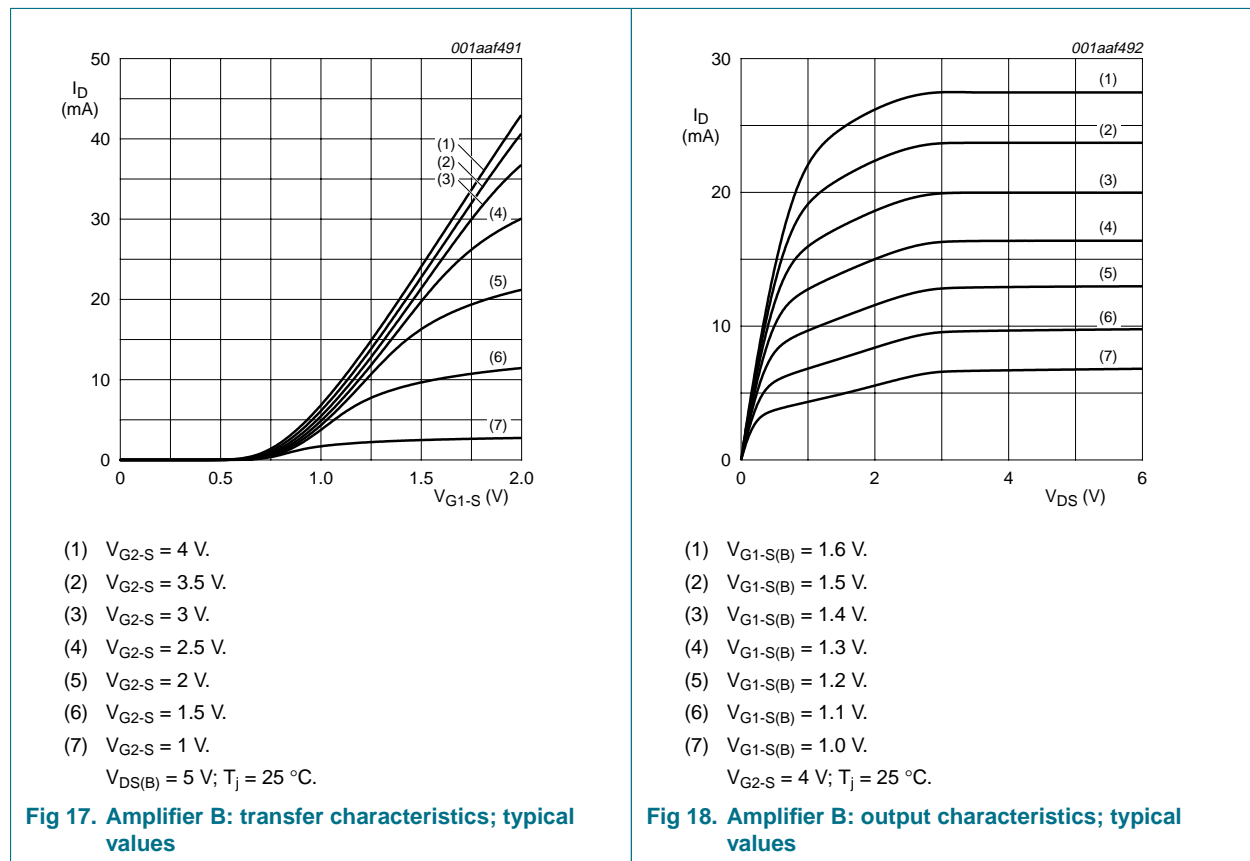 001aaf491
50
I_D
(mA)
40
30
20
10
0
(1)
(2)
(3)
(4)
(5)
(6)
(7)
0
0.5
1.0
1.5
2.0
V_G1-S (V)
(1) V_G2-S = 4 V.
(2) V_G2-S = 3.5 V.
(3) V_G2-S = 3 V.
(4) V_G2-S = 2.5 V.
(5) V_G2-S = 2 V.
(6) V_G2-S = 1.5 V.
(7) V_G2-S = 1 V.
V_DS(B) = 5 V; T_j = 25 °C.
Fig 17. Amplifier B: transfer characteristics; typical
values
001aaf492
30
I_D
(mA)
20
10
0
(1)
(2)
(3)
(4)
(5)
(6)
(7)
0
2
4
6
V_DS (V)
(1) V_G1-S(B) = 1.6 V.
(2) V_G1-S(B) = 1.5 V.
(3) V_G1-S(B) = 1.4 V.
(4) V_G1-S(B) = 1.3 V.
(5) V_G1-S(B) = 1.2 V.
(6) V_G1-S(B) = 1.1 V.
(7) V_G1-S(B) = 1.0 V.
V_G2-S = 4 V; T_j = 25 °C.
Fig 18. Amplifier B: output characteristics; typical
values